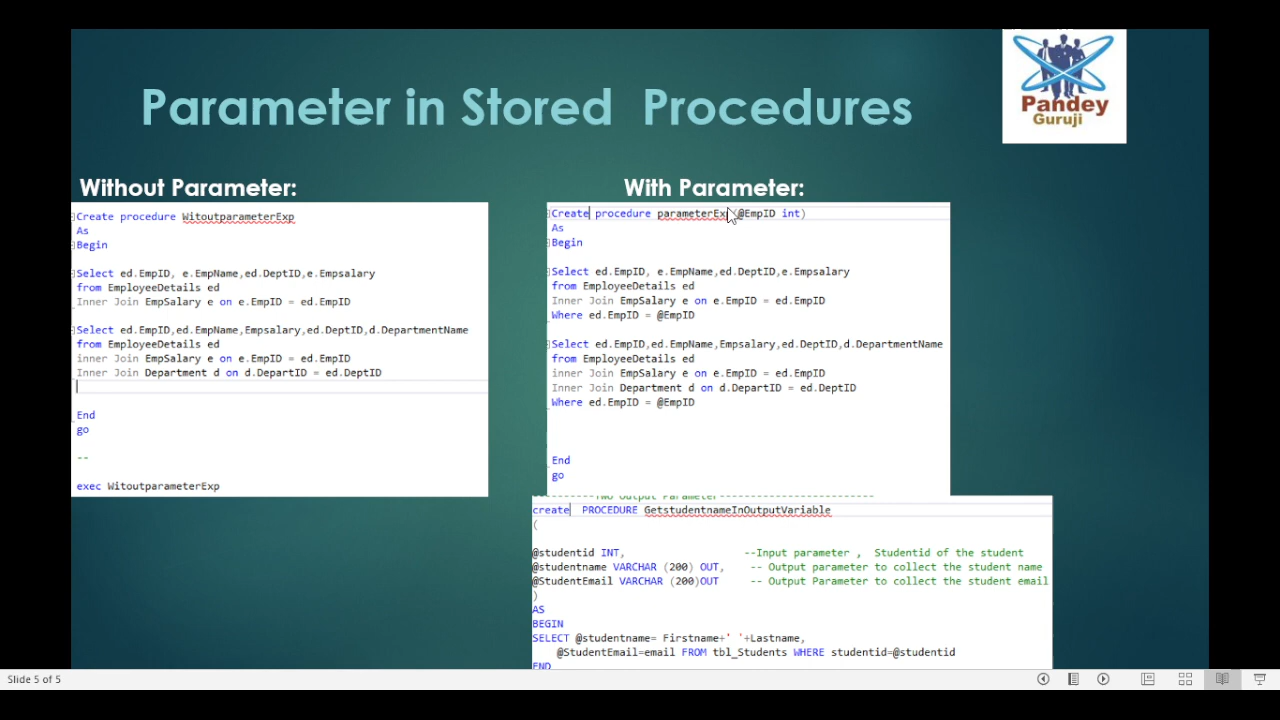 Parameter in Stored Procedures
Pandey
Guruji
Without Parameter:
Create procedure WitoutparameterExp
As
Begin
Select ed.EmpID, e.EmpName,ed.DeptID,e.Empsalary
from EmployeeDetails ed
Inner Join EmpSalary e on e.EmpID = ed.EmpID
Select ed.EmpID,ed.EmpName,Empsalary,ed.DeptID,d.DepartmentName
from EmployeeDetails ed
inner Join EmpSalary e on e.EmpID = ed.EmpID
Inner Join Department d on d.DepartID = ed.DeptID
End
go
--
exec WitoutparameterExp
With Parameter:
Create procedure parameterExp(@EmpID int)
As
Begin
Select ed.EmpID, e.EmpName,ed.DeptID,e.Empsalary
from EmployeeDetails ed
Inner Join EmpSalary e on e.EmpID = ed.EmpID
Where ed.EmpID = @EmpID
Select ed.EmpID,ed.EmpName,Empsalary,ed.DeptID,d.DepartmentName
from EmployeeDetails ed
inner Join EmpSalary e on e.EmpID = ed.EmpID
Inner Join Department d on d.DepartID = ed.DeptID
Where ed.EmpID = @EmpID
End
go
----------Two Output Parameter-------------------------
create PROCEDURE GetstudentnameInOutputVariable
(
@studentid INT, --Input parameter , Studentid of the student
@studentname VARCHAR (200) OUT, -- Output parameter to collect the student name
@StudentEmail VARCHAR (200)OUT -- Output Parameter to collect the student email
)
AS
BEGIN
SELECT @studentname= Firstname+' '+Lastname,
@StudentEmail=email FROM tbl_Students WHERE studentid=@studentid
END
Slide 5 of 5